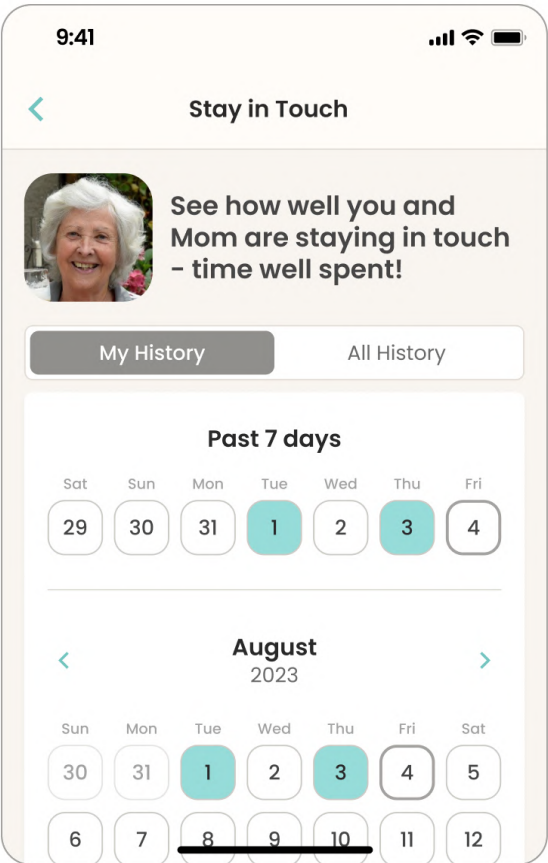 9:41
Stay in Touch
See how well you and
Mom are staying in touch
- time well spent!
My History All History
Past 7 days
Sat Sun Mon Tue Wed Thu Fri
29 30 31 1 2 3 4
August
2023
Sun Mon Tue Wed Thu Fri Sat
30 31 1 2 3 4 5
6 7 8 9 10 11 12